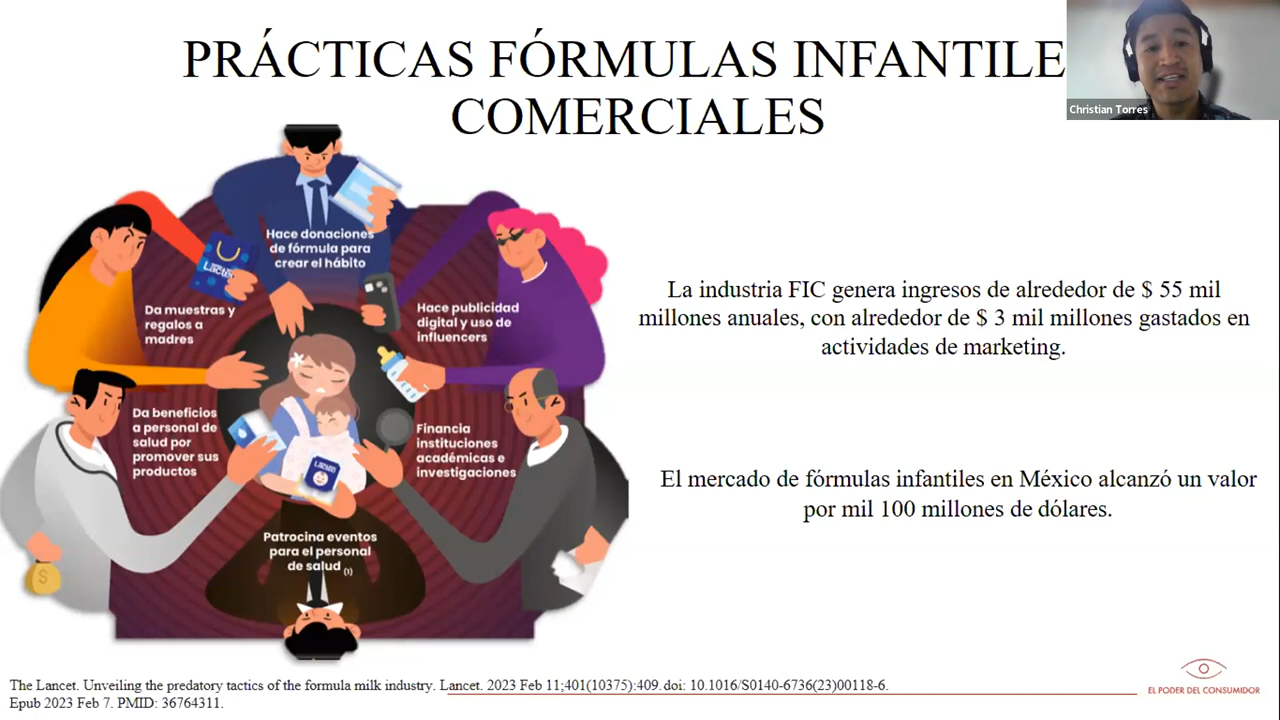 PRÁCTICAS FÓRMULAS INFANTILE
COMERCIALES
Christian Torres
Hace donaciones
de fórmula para
crear el hábito
Da muestras y
regalos a
madres
Hace publicidad
digital y uso de
influencers
Da beneficios
a personal de
salud por
promover sus
productos
Financia
instituciones
académicas e
investigaciones
Patrocina eventos
para el personal
de salud (1)
La industria FIC genera ingresos de alrededor de $ 55 mil
millones anuales, con alrededor de $ 3 mil millones gastados en
actividades de marketing.
El mercado de fórmulas infantiles en México alcanzó un valor
por mil 100 millones de dólares.
The Lancet. Unveiling the predatory tactics of the formula milk industry. Lancet. 2023 Feb 11;401(10375):409. doi: 10.1016/S0140-6736(23)00118-6.
Epub 2023 Feb 7. PMID: 36764311.
EL PODER DEL CONSUMIDOR